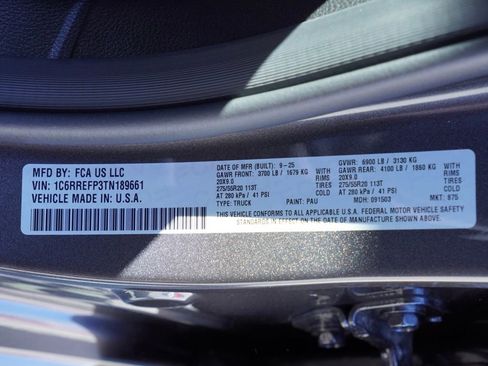 MFD BY: FCA US LLC
VIN: 1C6RREFP3TN189661
VEHICLE MADE IN: U.S.A.
DATE OF MFR (BUILT): 9-25 GVWR: 6900 LB / 3130 KG
GAWR FRONT: 3700 LB / 1679 KG GAWR REAR: 4100 LB / 1860 KG
20X9.0 TIRES 20X9.0 TIRES
275/55R20 113T COLD 275/55R20 113T COLD
AT 280 kPa / 41 PSI AT 280 kPa / 41 PSI
TYPE: TRUCK PAINT: PAU MDH: 091503 MKT: 875
THIS VEHICLE CONFORMS TO ALL APPLICABLE U.S.A. FEDERAL MOTOR VEHICLE SAFETY
STANDARDS IN EFFECT ON THE DATE OF MANUFACTURE SHOWN ABOVE.